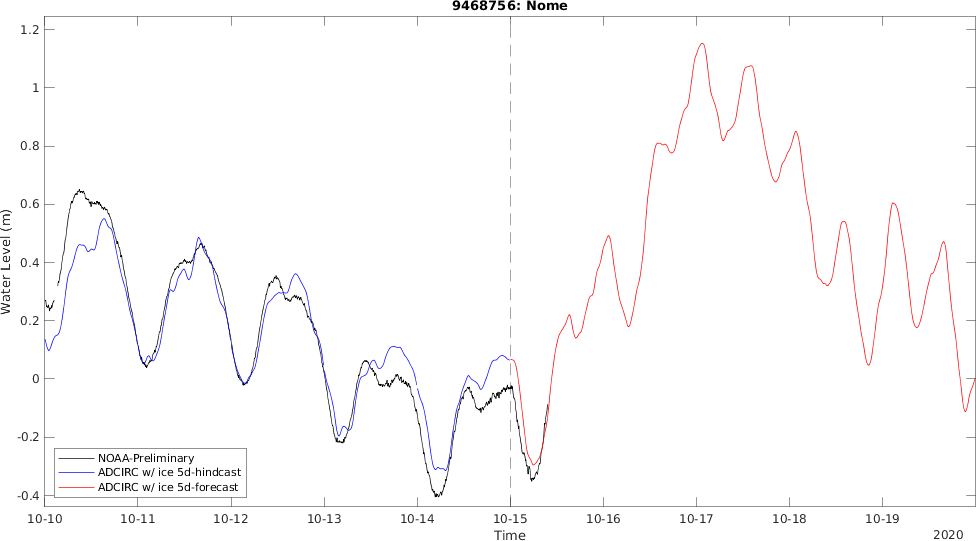 9468756: Nome
1.2
1
0.8
0.6
0.4
0.2
0
-0.2
-0.4
Water Level (m)
NOAA-Preliminary
ADCIRC w/ ice 5d-hindcast
ADCIRC w/ ice 5d-forecast
10-10 10-11 10-12 10-13 10-14 10-15 10-16 10-17 10-18 10-19
Time
2020